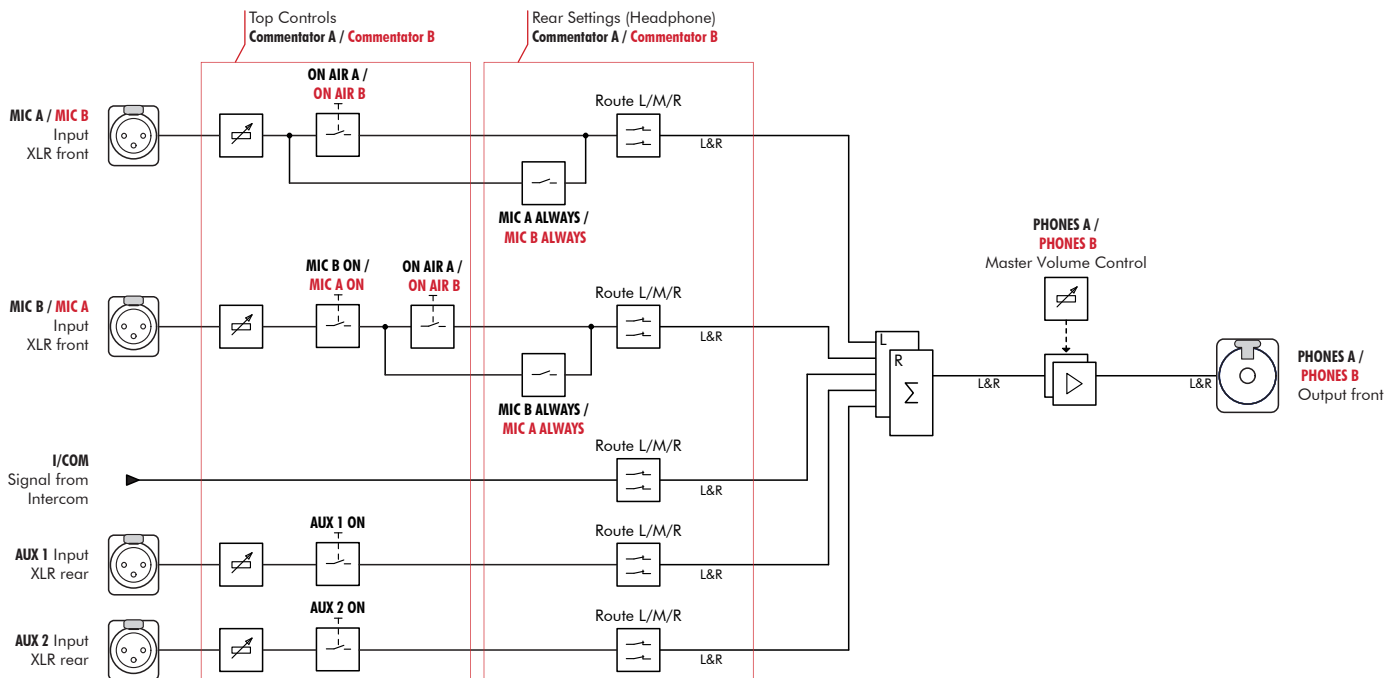 Top Controls
Commentator A / Commentator B
Rear Settings (Headphone)
Commentator A / Commentator B
ON AIR A /
ON AIR B
Route L/M/R
MIC A / MIC B
Input
XLR front
L&R
MIC A ALWAYS /
MIC B ALWAYS
PHONES A /
PHONES B
Master Volume Control
MIC B ON /
MIC A ON
ON AIR A /
ON AIR B
Route L/M/R
MIC B / MIC A
Input
XLR front
L&R
L
R
Σ
L&R
L&R
PHONES A /
PHONES B
Output front
MIC B ALWAYS /
MIC A ALWAYS
Route L/M/R
I/COM
Signal from
Intercom
L&R
AUX 1 ON
Route L/M/R
AUX 1 Input
XLR rear
L&R
AUX 2 ON
Route L/M/R
AUX 2 Input
XLR rear
L&R